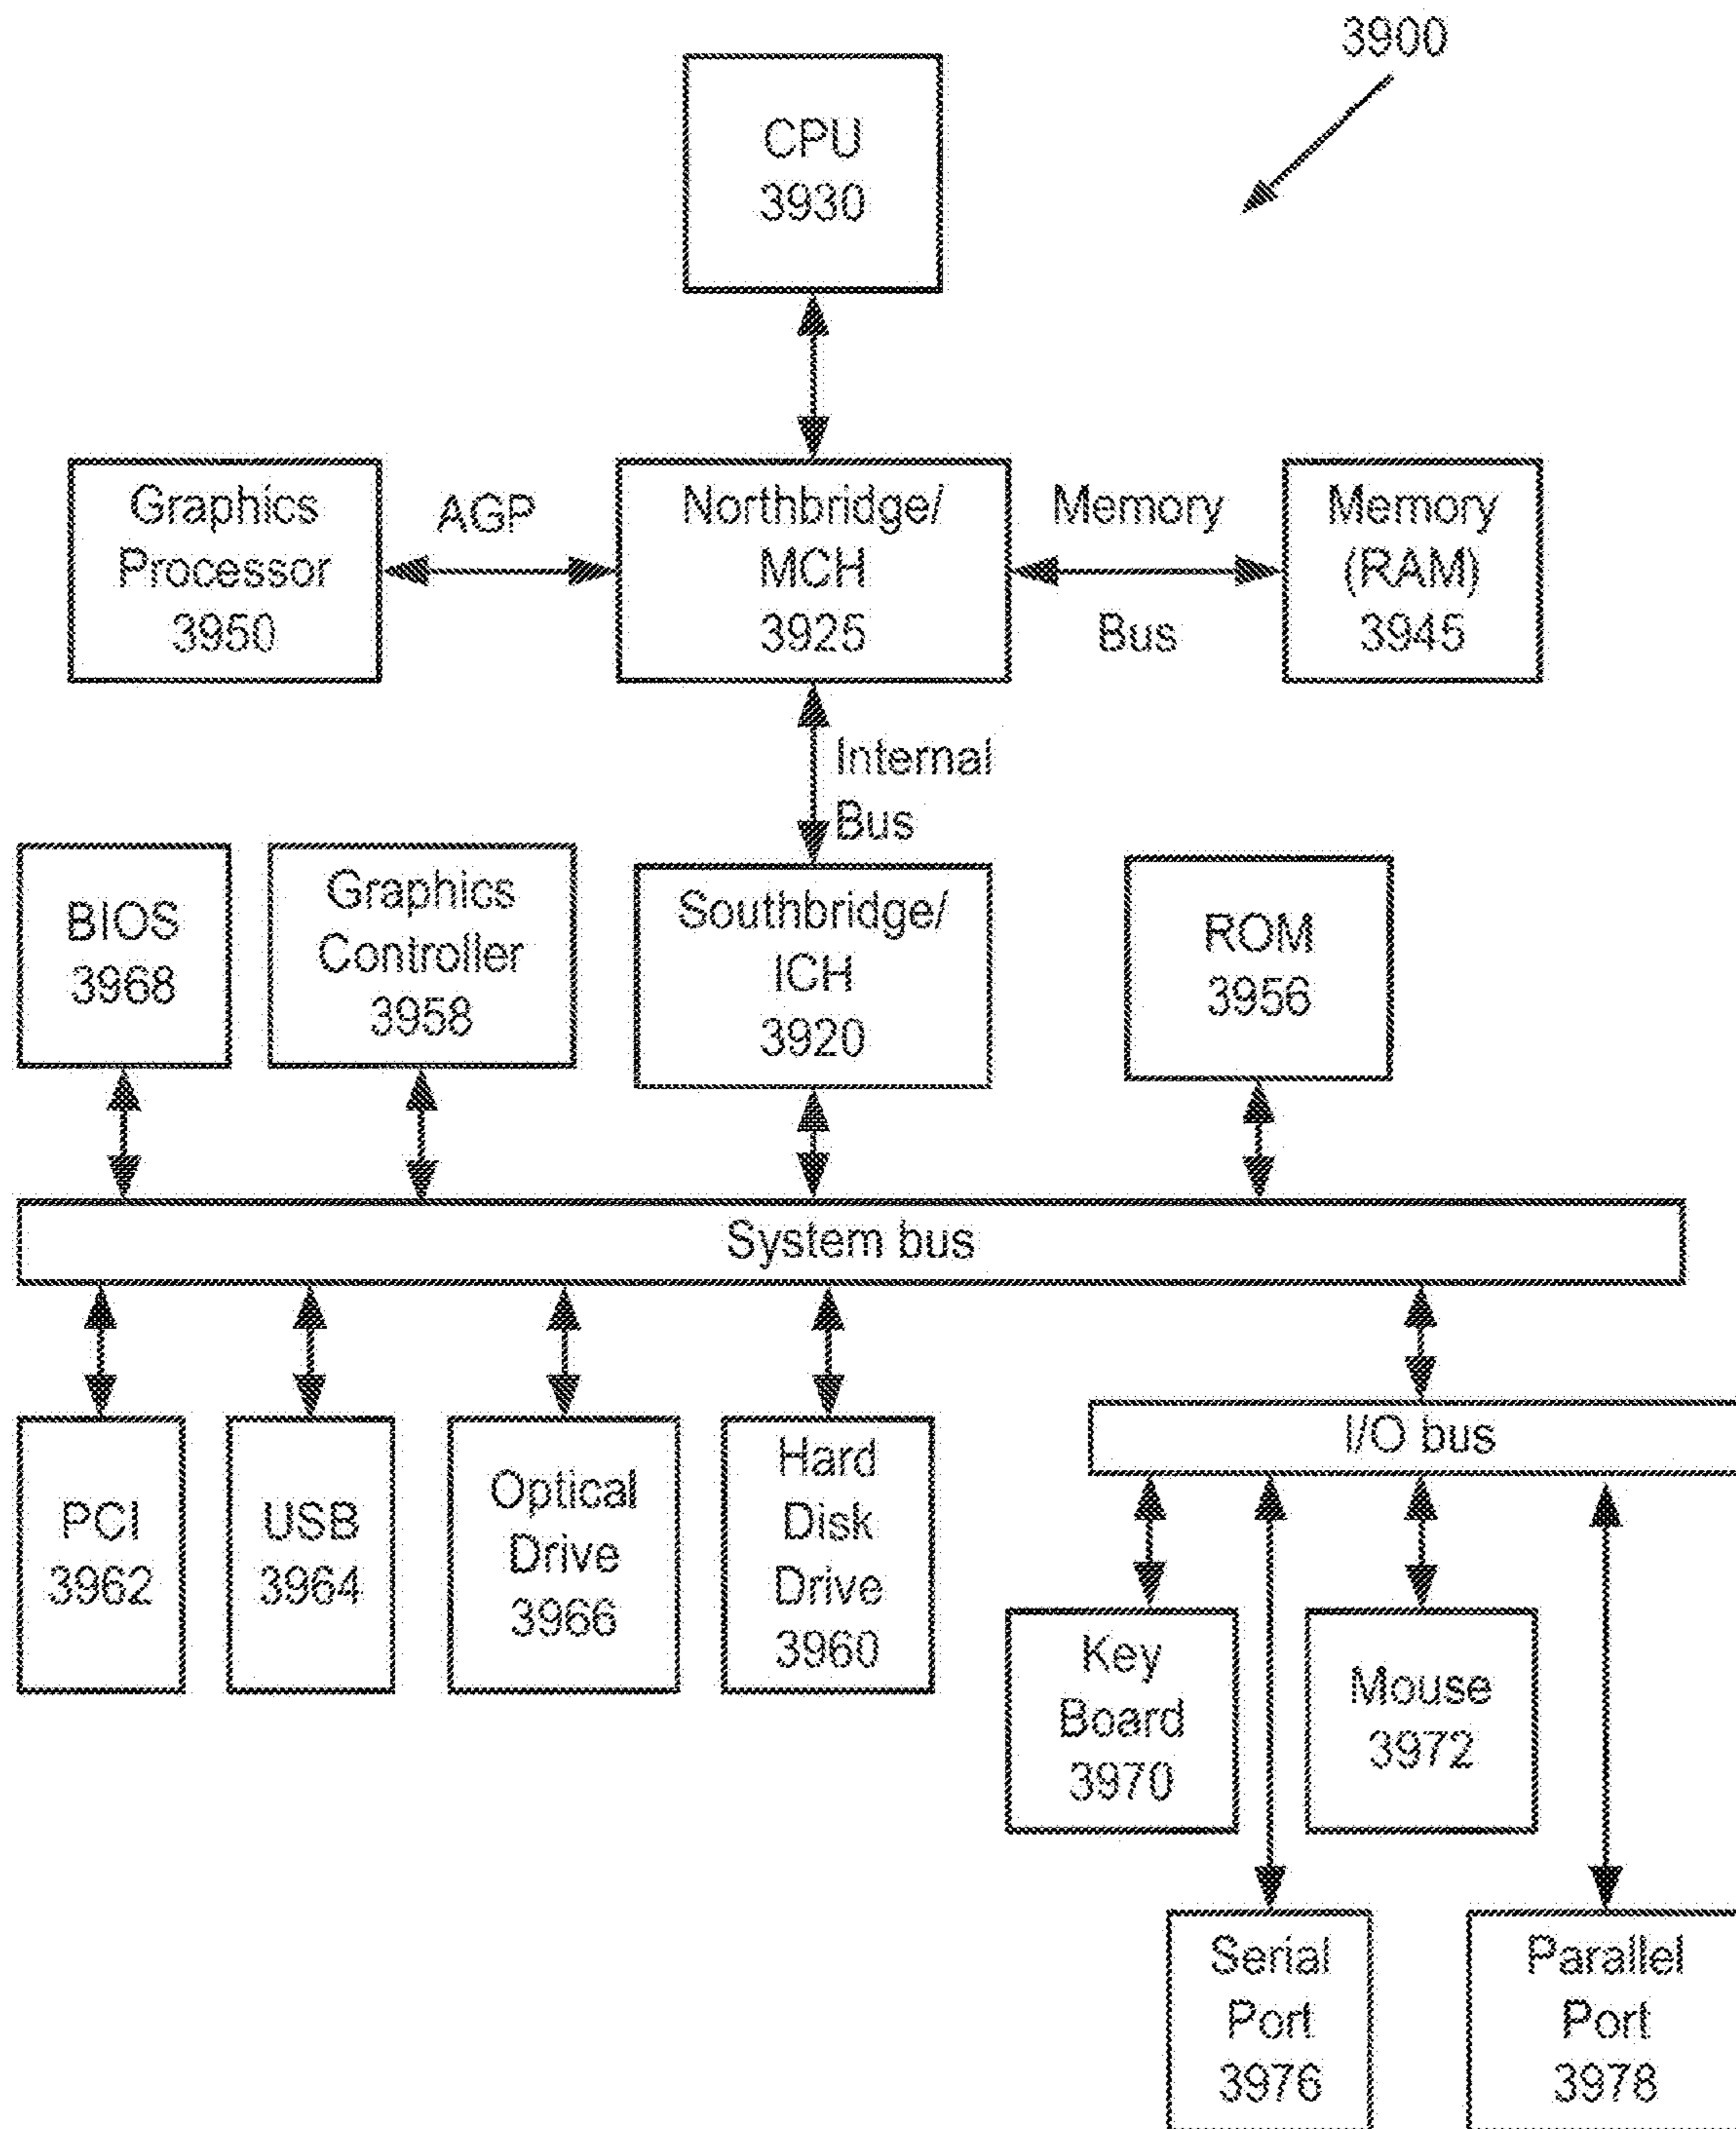 3900
CPU
3930
Graphics
Processor
3950
AGP
Northbridge/
MCH
3925
Memory
Bus
Memory
(RAM)
3945
Internal
Bus
BIOS
3968
Graphics
Controller
3958
Southbridge/
ICH
3920
ROM
3956
System bus
PCI
3962
USB
3964
Optical
Drive
3966
Hard
Disk
Drive
3960
I/O bus
Key
Board
3970
Mouse
3972
Serial
Port
3976
Parallel
Port
3978